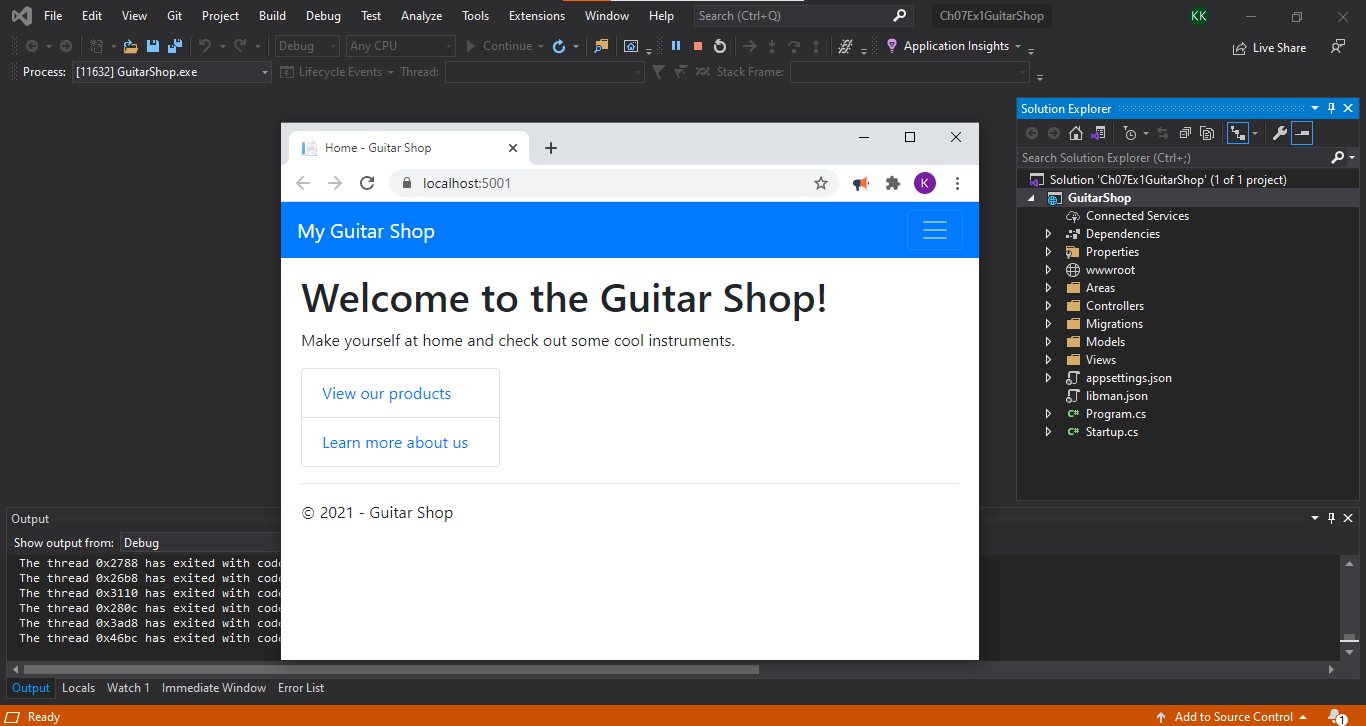 File Edit View Git Project Build Debug Test Analyze Tools Extensions Window Help Search (Ctrl+Q) Ch07Ex1GuitarShop KK
Debug Any CPU Continue Application Insights Live Share
Process: [11632] GuitarShop.exe Lifecycle Events Thread: Stack Frame:
Solution Explorer
Search Solution Explorer (Ctrl+;)
Solution 'Ch07Ex1GuitarShop' (1 of 1 project)
GuitarShop
Connected Services
Dependencies
Properties
wwwroot
Areas
Controllers
Migrations
Models
Views
appsettings.json
libman.json
C# Program.cs
C# Startup.cs
Home - Guitar Shop
localhost:5001
K
My Guitar Shop
Welcome to the Guitar Shop!
Make yourself at home and check out some cool instruments.
View our products
Learn more about us
© 2021 - Guitar Shop
Output
Show output from: Debug
The thread 0x2788 has exited with code
The thread 0x26b8 has exited with code
The thread 0x3110 has exited with code
The thread 0x280c has exited with code
The thread 0x3ad8 has exited with code
The thread 0x46bc has exited with code
Output Locals Watch 1 Immediate Window Error List
Ready Add to Source Control 1